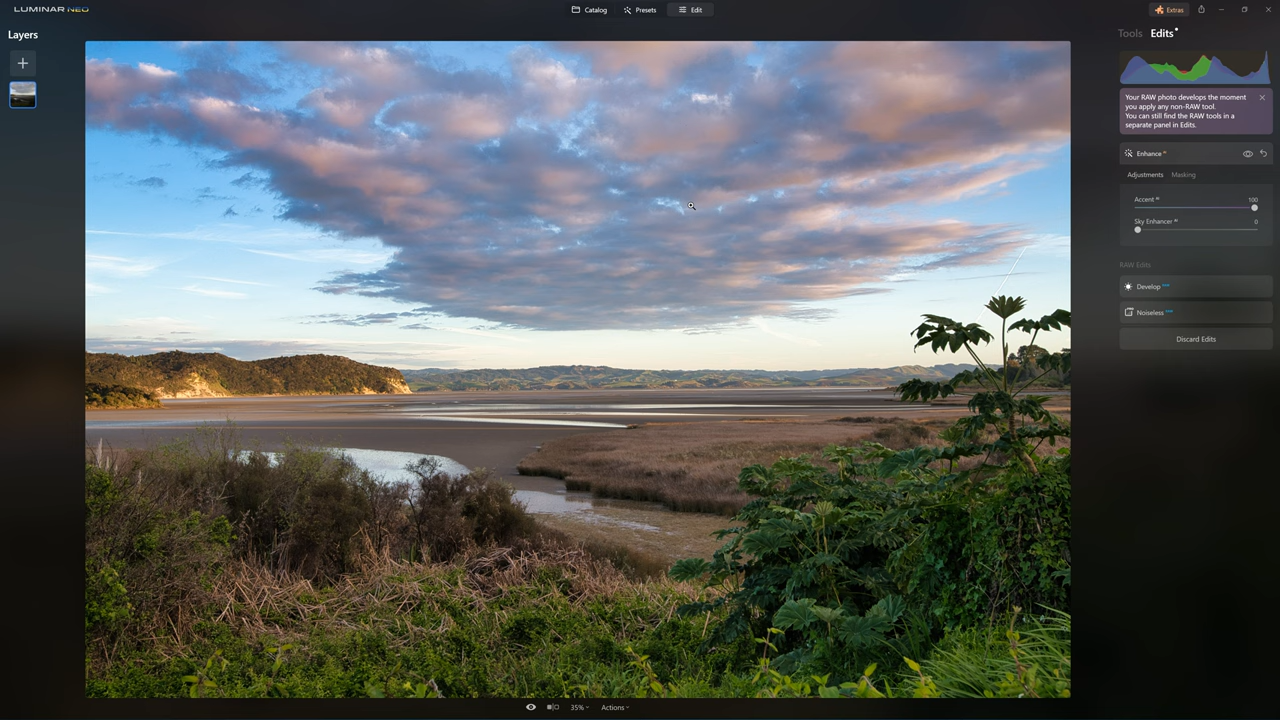 LUMINAR NEO
Catalog
Presets
Edit
Extras
Layers
Tools
Edits
Your RAW photo develops the moment
you apply any non-RAW tool.
You can still find the RAW tools in a
separate panel in Edits.
Enhance
Adjustments
Masking
Accent AI
100
Sky Enhancer AI
0
RAW Edits
Develop
Noiseless
Discard Edits
35%
Actions